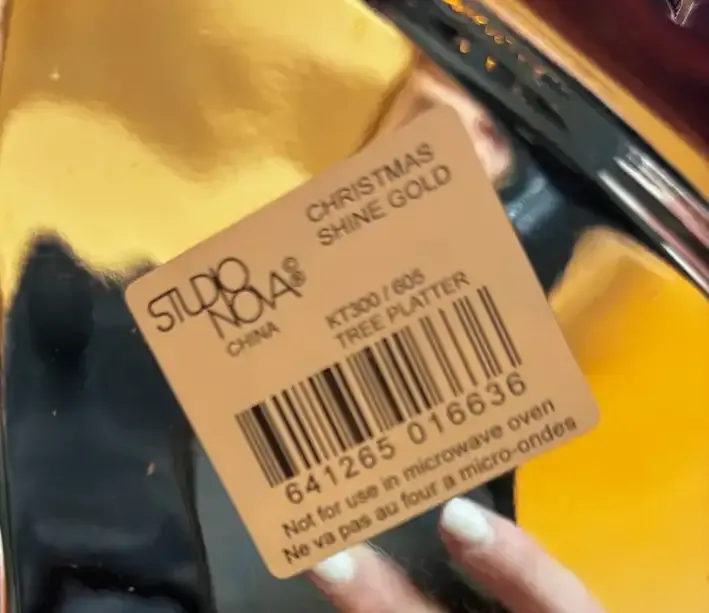 CHRISTMAS
SHINE GOLD
STUDIO
NOVA®
CHINA
KT300 / 605
TREE PLATTER
641265 016636
Not for use in microwave oven
Ne va pas au four a micro-ondes